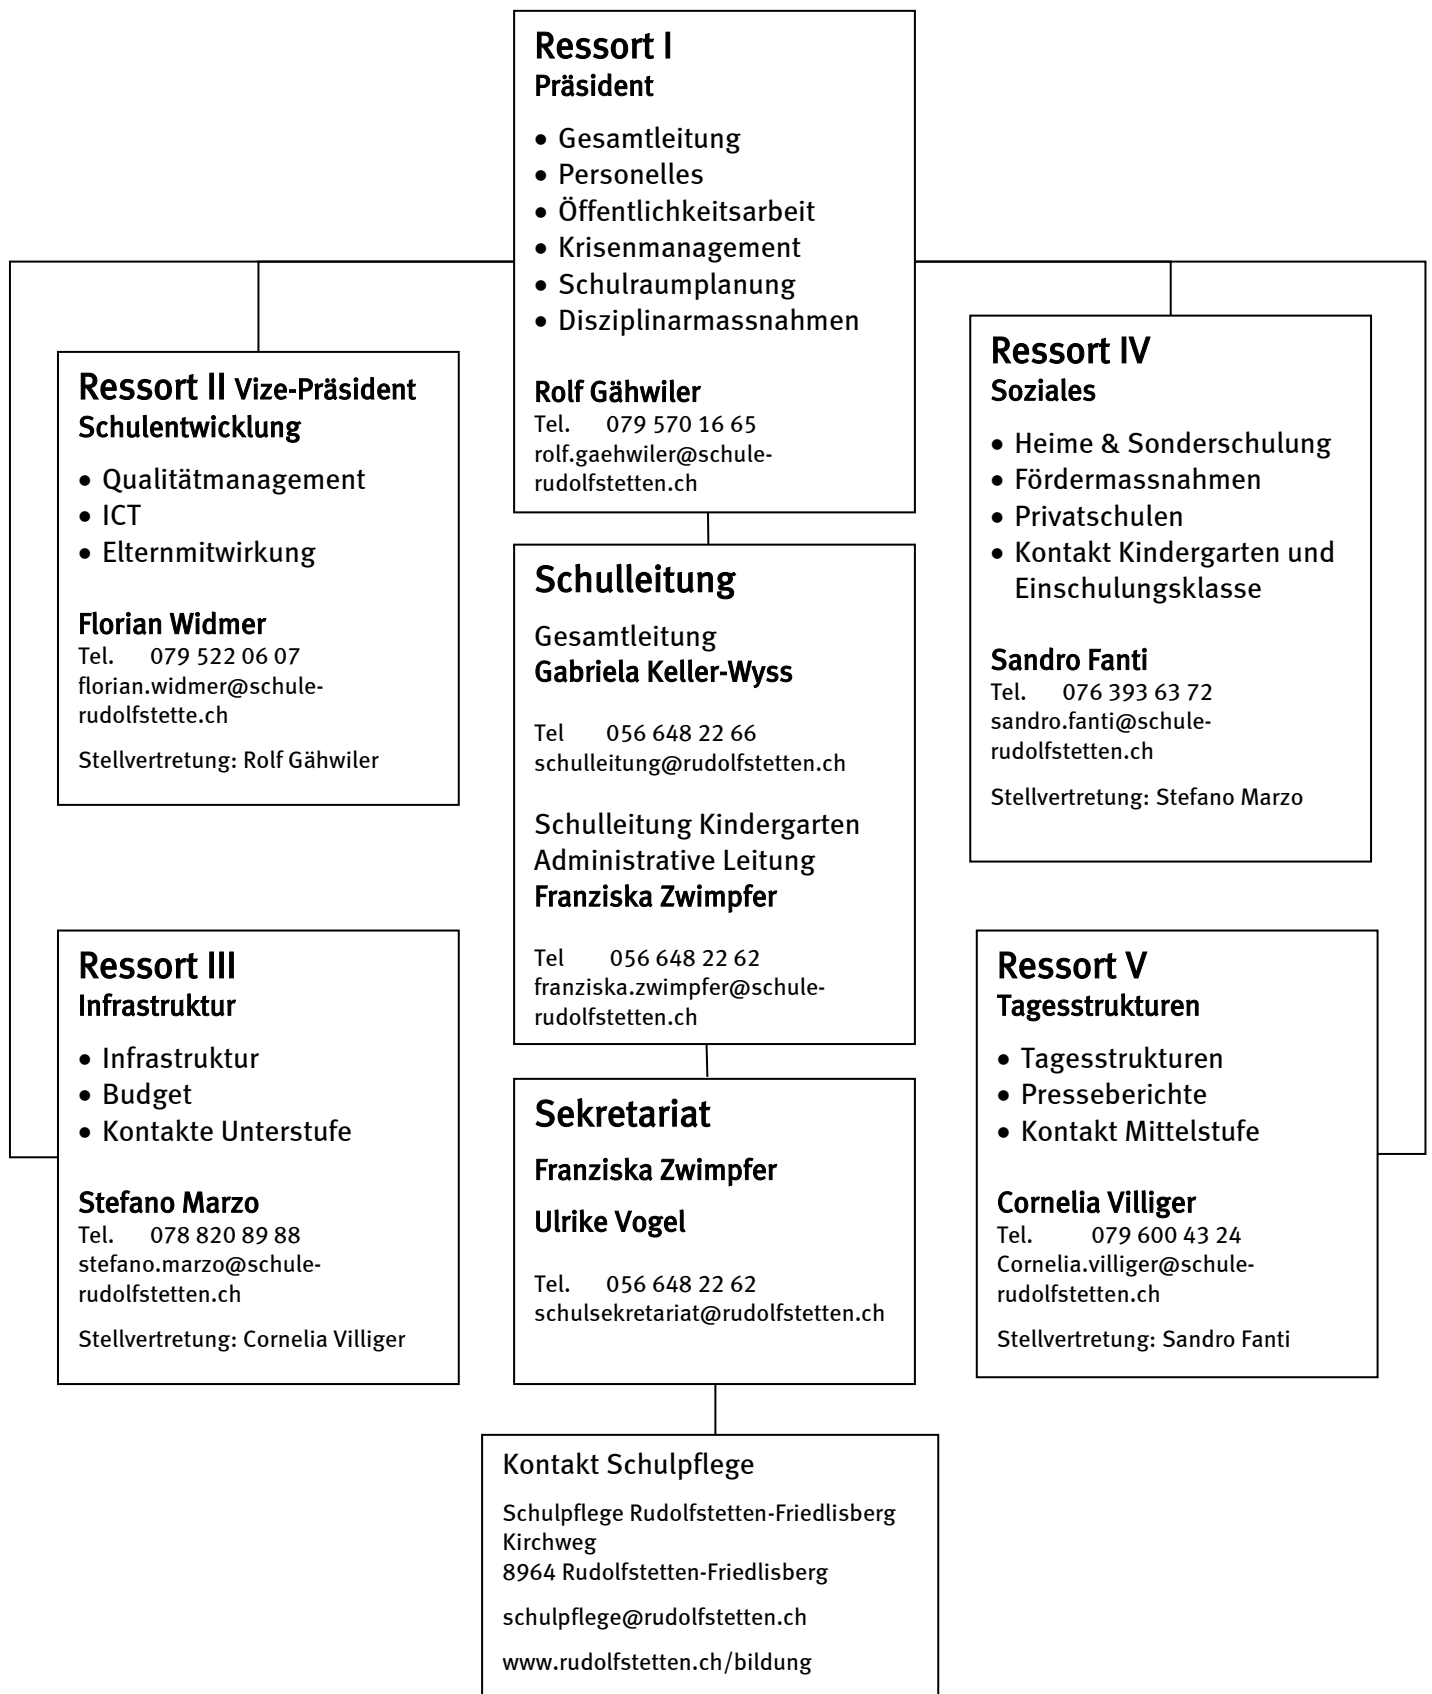 Ressort I
Präsident
• Gesamtleitung
• Personelles
• Öffentlichkeitsarbeit
• Krisenmanagement
• Schulraumplanung
• Disziplinarmassnahmen
Rolf Gähwiler
Tel. 079 570 16 65
rolf.gaehwiler@schule-
rudolfstetten.ch
Ressort II Vize-Präsident
Schulentwicklung
• Qualitätmanagement
• ICT
• Elternmitwirkung
Florian Widmer
Tel. 079 522 06 07
florian.widmer@schule-
rudolfstette.ch
Stellvertretung: Rolf Gähwiler
Schulleitung
Gesamtleitung
Gabriela Keller-Wyss
Tel 056 648 22 66
schulleitung@rudolfstetten.ch
Schulleitung Kindergarten
Administrative Leitung
Franziska Zwimpfer
Tel 056 648 22 62
franziska.zwimpfer@schule-
rudolfstetten.ch
Ressort IV
Soziales
• Heime & Sonderschulung
• Fördermassnahmen
• Privatschulen
• Kontakt Kindergarten und
Einschulungsklasse
Sandro Fanti
Tel. 076 393 63 72
sandro.fanti@schule-
rudolfstetten.ch
Stellvertretung: Stefano Marzo
Ressort III
Infrastruktur
• Infrastruktur
• Budget
• Kontakte Unterstufe
Stefano Marzo
Tel. 078 820 89 88
stefano.marzo@schule-
rudolfstetten.ch
Stellvertretung: Cornelia Villiger
Sekretariat
Franziska Zwimpfer
Ulrike Vogel
Tel. 056 648 22 62
schulsekretariat@rudolfstetten.ch
Ressort V
Tagesstrukturen
• Tagesstrukturen
• Presseberichte
• Kontakt Mittelstufe
Cornelia Villiger
Tel. 079 600 43 24
Cornelia.villiger@schule-
rudolfstetten.ch
Stellvertretung: Sandro Fanti
Kontakt Schulpflege
Schulpflege Rudolfstetten-Friedlisberg
Kirchweg
8964 Rudolfstetten-Friedlisberg
schulpflege@rudolfstetten.ch
www.rudolfstetten.ch/bildung